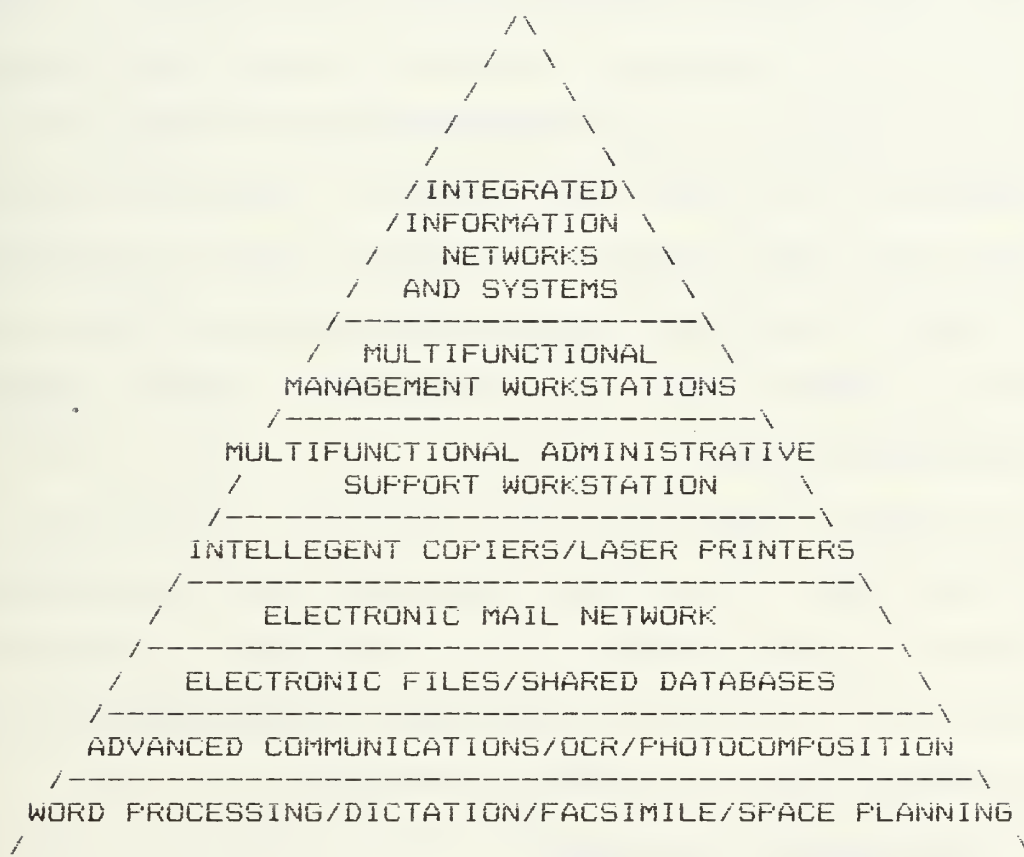 INTEGRATED
INFORMATION
NETWORKS
AND SYSTEMS
MULTIFUNCTIONAL
MANAGEMENT WORKSTATIONS
MULTIFUNCTIONAL ADMINISTRATIVE
SUPPORT WORKSTATION
INTELLEGENT COPIERS/LASER PRINTERS
ELECTRONIC MAIL NETWORK
ELECTRONIC FILES/SHARED DATABASES
ADVANCED COMMUNICATIONS/OCR/PHOTOCOMPOSITION
WORD PROCESSING/DICTATION/FACSIMILE/SPACE PLANNING